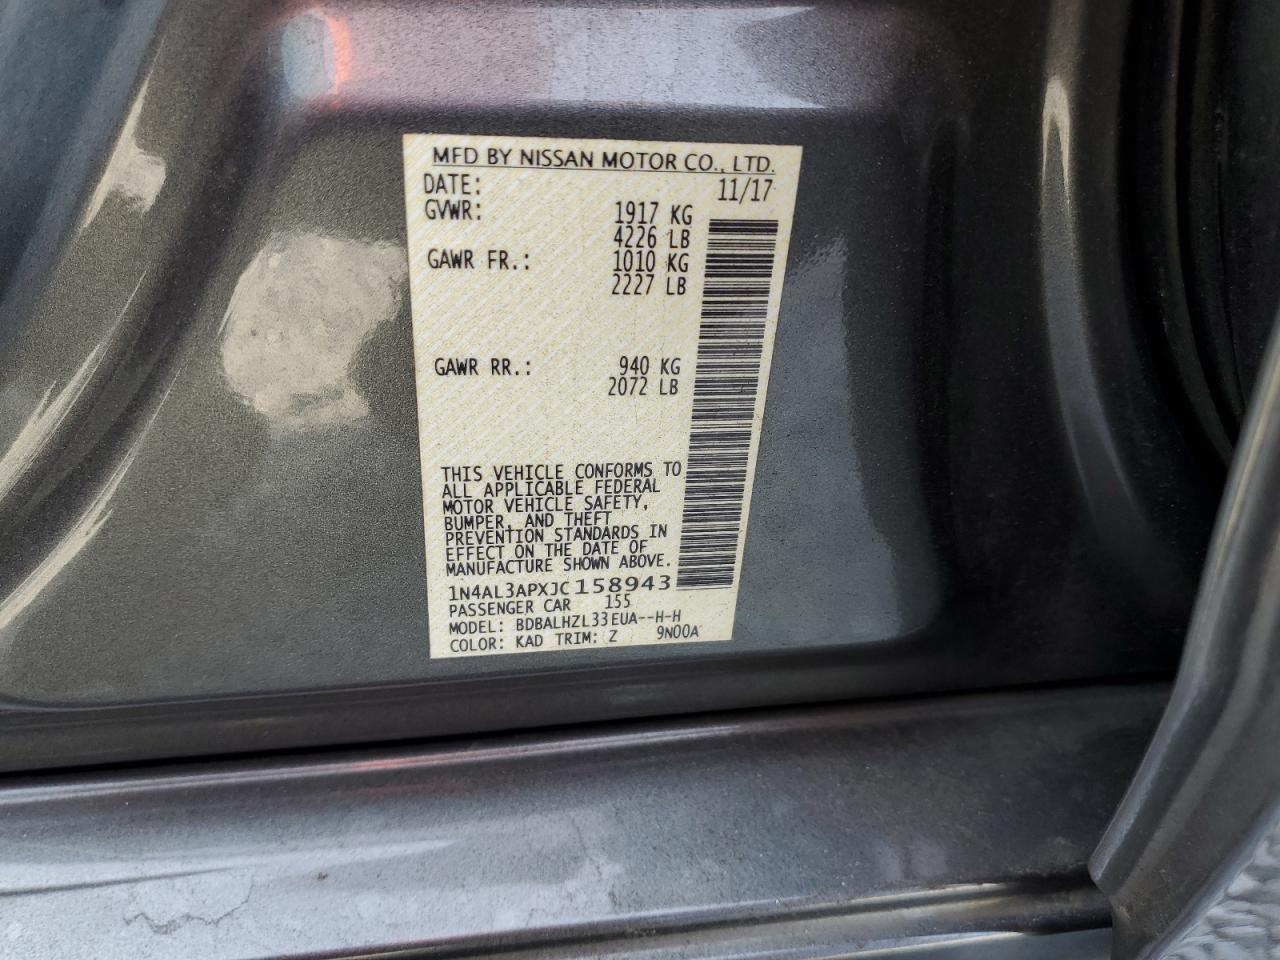 MFD BY NISSAN MOTOR CO., LTD.
DATE: 11/17
GVWR: 1917 KG
4226 LB
GAWR FR.: 1010 KG
2227 LB
GAWR RR.: 940 KG
2072 LB
THIS VEHICLE CONFORMS TO
ALL APPLICABLE FEDERAL
MOTOR VEHICLE SAFETY,
BUMPER, AND THEFT
PREVENTION STANDARDS IN
EFFECT ON THE DATE OF
MANUFACTURE SHOWN ABOVE.
1N4AL3APXJC158943
PASSENGER CAR 155
MODEL: BDBALHZL33EUA--H-H
COLOR: KAD TRIM: Z 9N00A